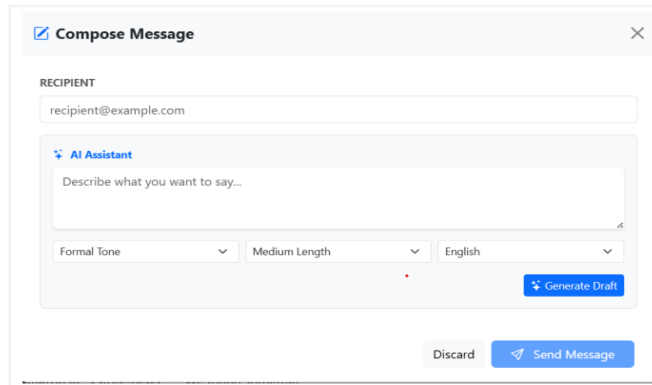 Compose Message
RECIPIENT
recipient@example.com
AI Assistant
Describe what you want to say...
Formal Tone
Medium Length
English
Generate Draft
Discard
Send Message